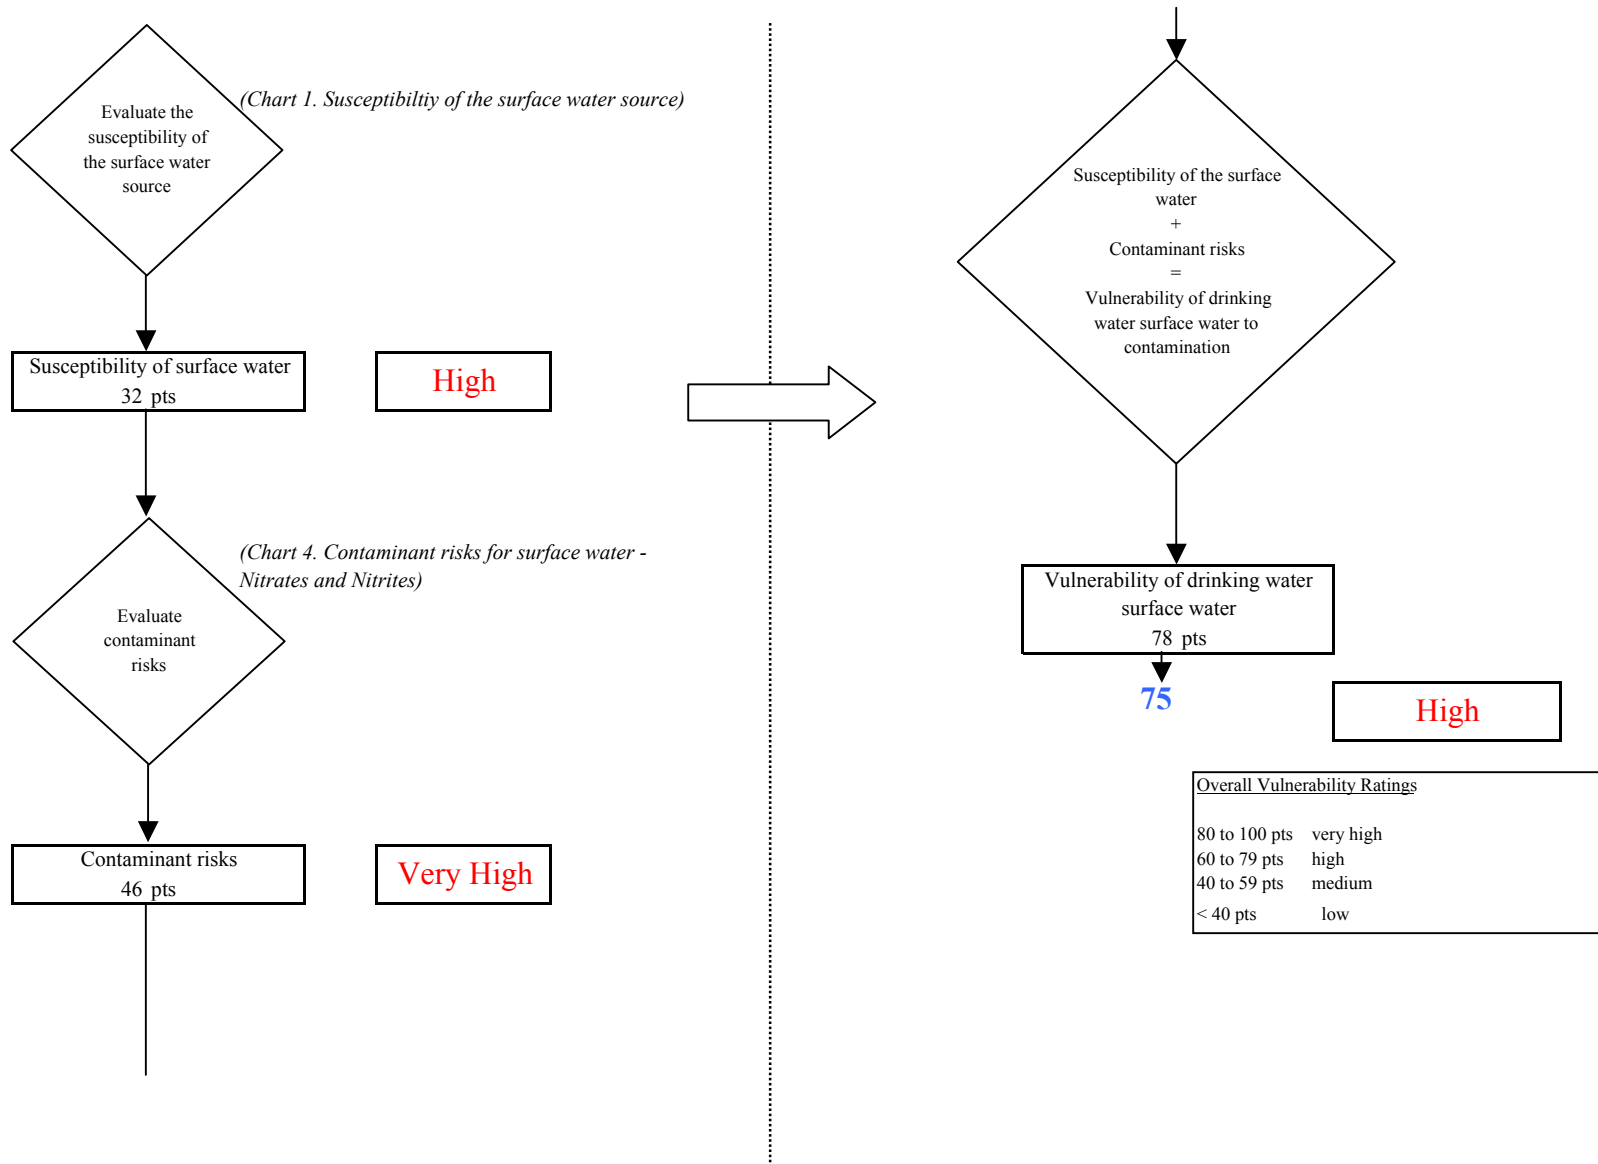 Evaluate the
susceptibility of
the surface water
source
(Chart 1. Susceptibiltiy of the surface water source)
Susceptibility of surface water
32 pts
High
(Chart 4. Contaminant risks for surface water -
Nitrates and Nitrites)
Evaluate
contaminant
risks
Contaminant risks
46 pts
Very High
Susceptibility of the surface
water
+
Contaminant risks
=
Vulnerability of drinking
water surface water to
contamination
Vulnerability of drinking water
surface water
78 pts
75
High
Overall Vulnerability Ratings
80 to 100 pts very high
60 to 79 pts high
40 to 59 pts medium
< 40 pts low